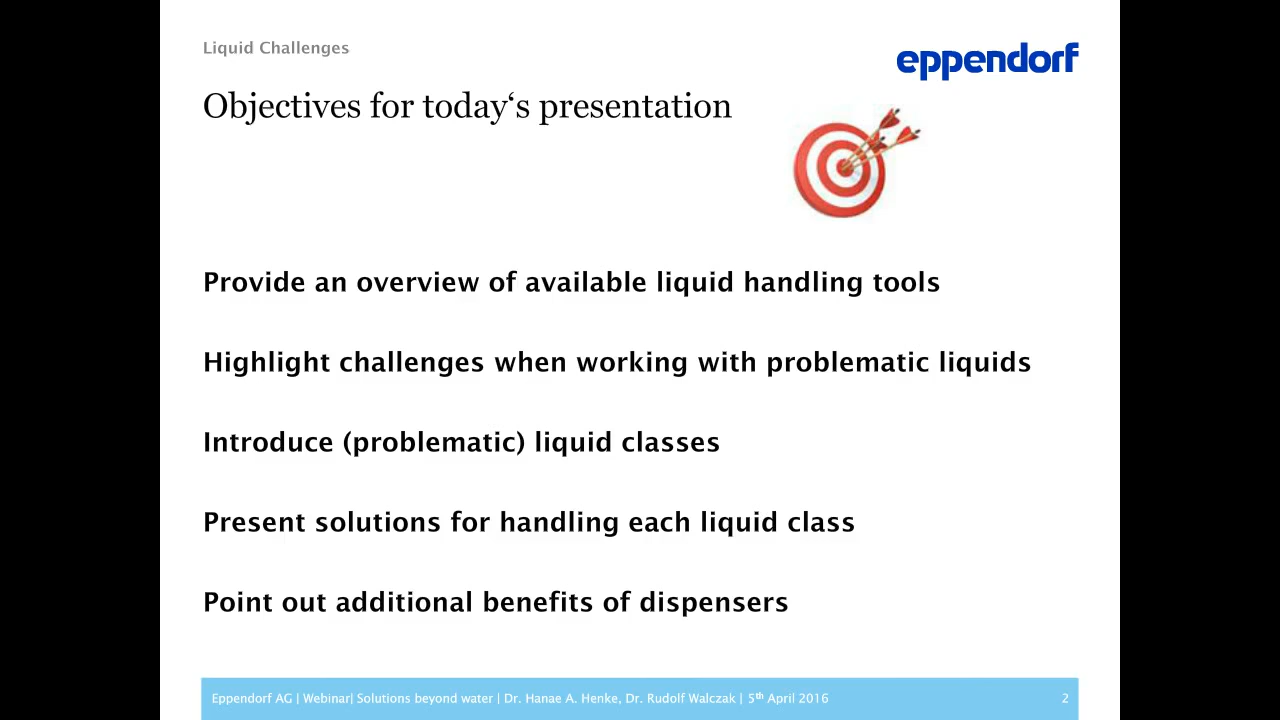 Liquid Challenges
eppendorf
Objectives for today‘s presentation
Provide an overview of available liquid handling tools
Highlight challenges when working with problematic liquids
Introduce (problematic) liquid classes
Present solutions for handling each liquid class
Point out additional benefits of dispensers
Eppendorf AG | Webinar| Solutions beyond water | Dr. Hanae A. Henke, Dr. Rudolf Walczak | 5th April 2016 2